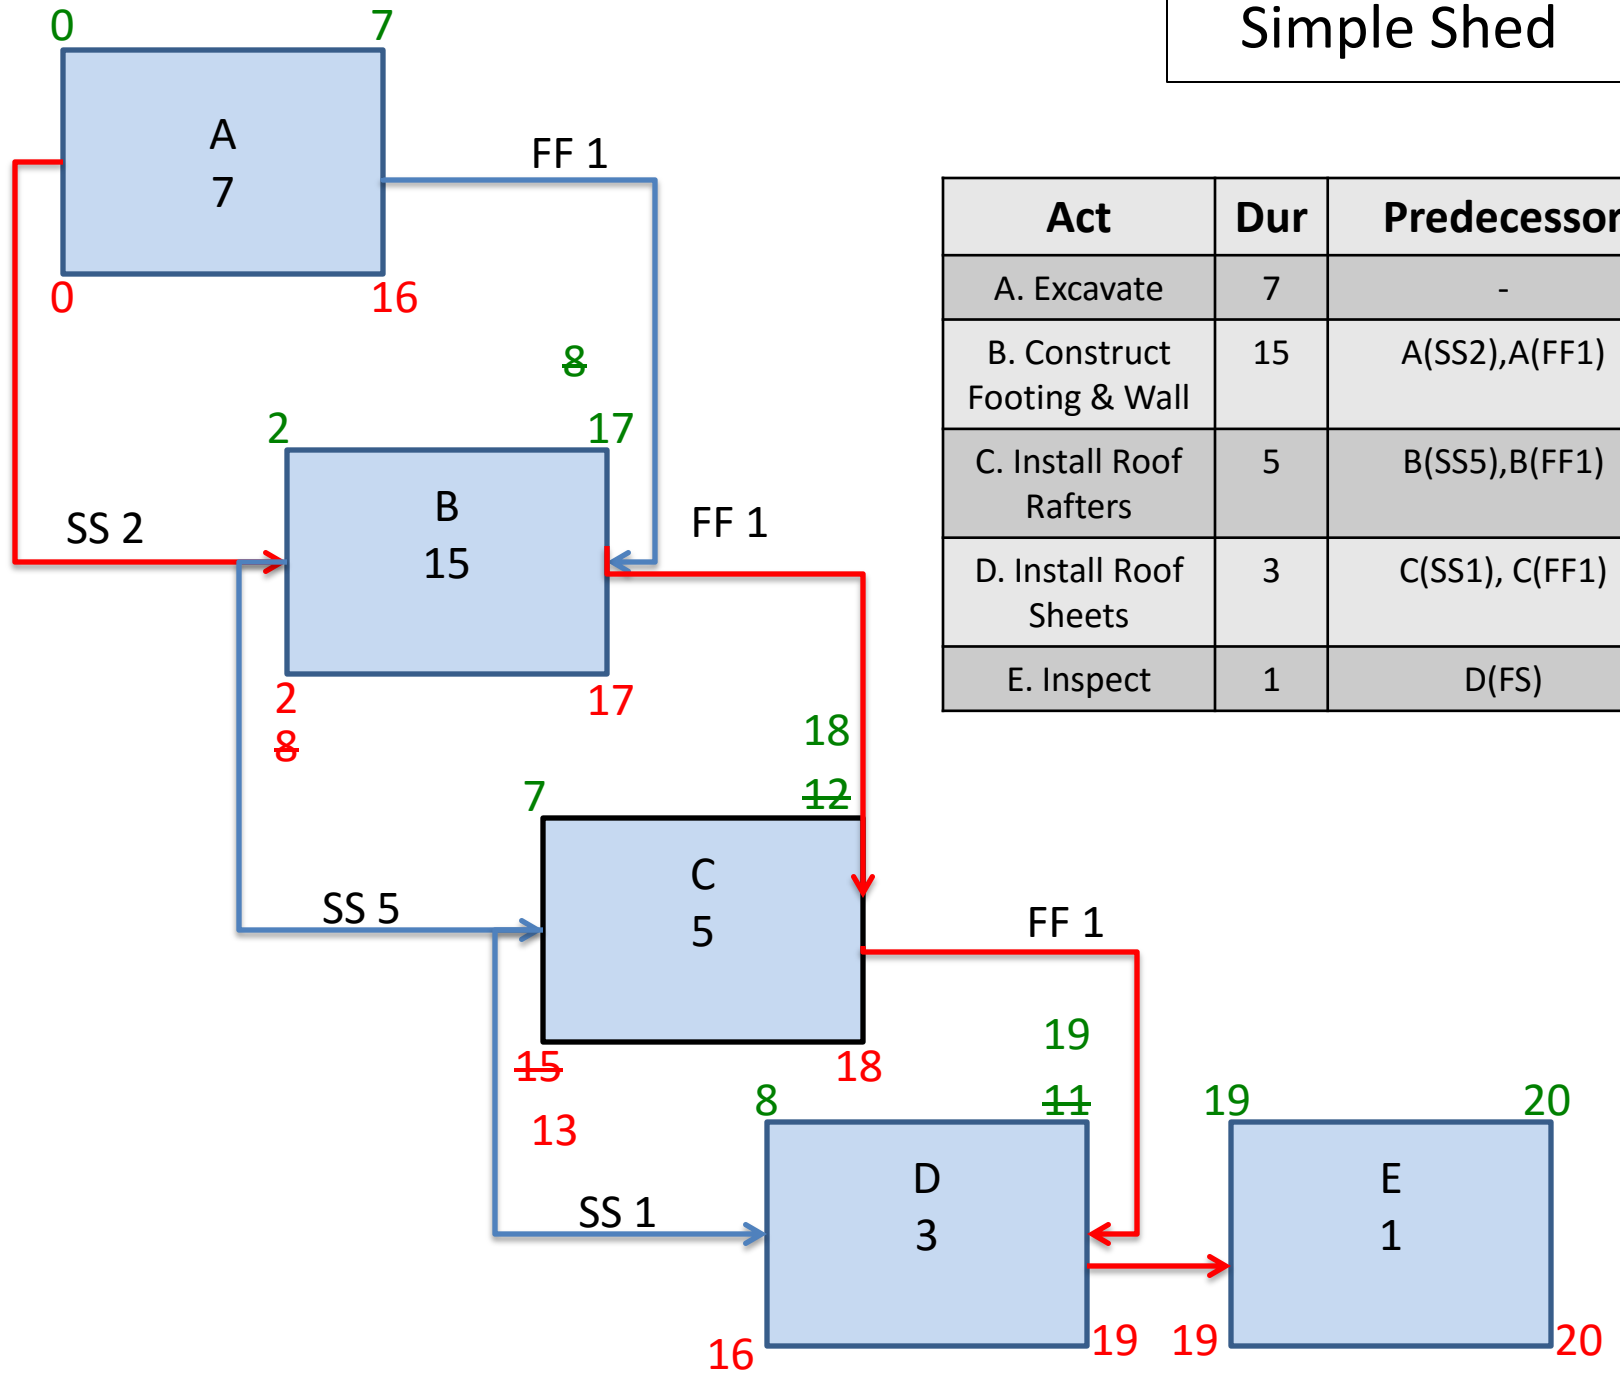 Simple Shed
0 7
A
7
0 16
FF 1
SS 2
8
2 17
B
15
2 17
8
FF 1
18
7 12
C
5
15 18
13
SS 5
FF 1
19
8 11
D
3
16 19
SS 1
19 20
E
1
19 20
Act Dur Predecessor
A. Excavate 7 -
B. Construct 15 A(SS2),A(FF1)
Footing & Wall
C. Install Roof 5 B(SS5),B(FF1)
Rafters
D. Install Roof 3 C(SS1), C(FF1)
Sheets
E. Inspect 1 D(FS)